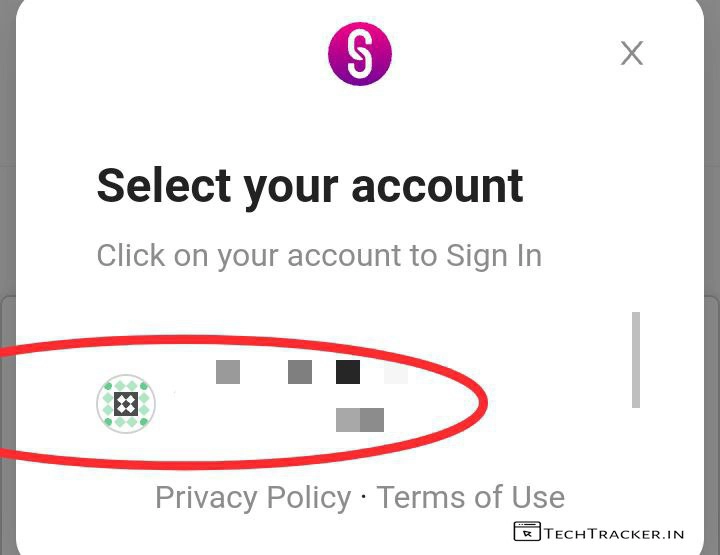 S
X
Select your account
Click on your account to Sign In
Privacy Policy · Terms of Use
TECHTRACKER.IN